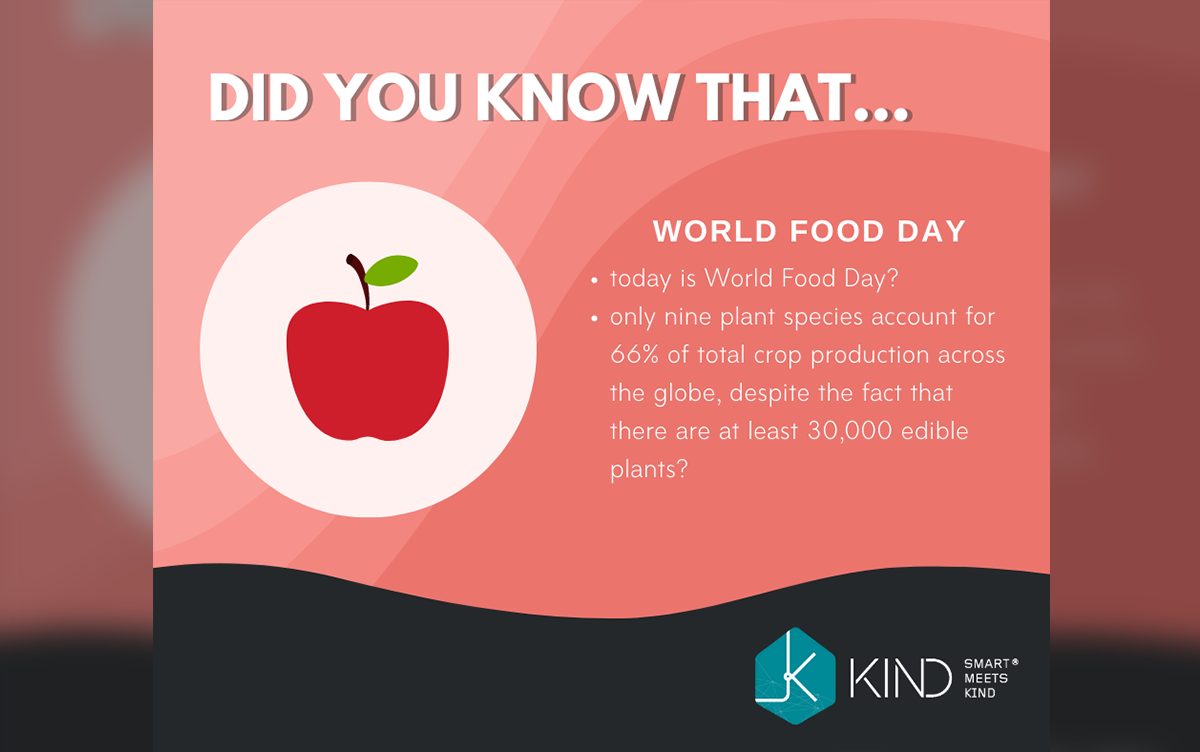 DID YOU KNOW THAT...
WORLD FOOD DAY
• today is World Food Day?
• only nine plant species account for
66% of total crop production across
the globe, despite the fact that
there are at least 30,000 edible
plants?
K
KIND
SMART®
MEETS
KIND